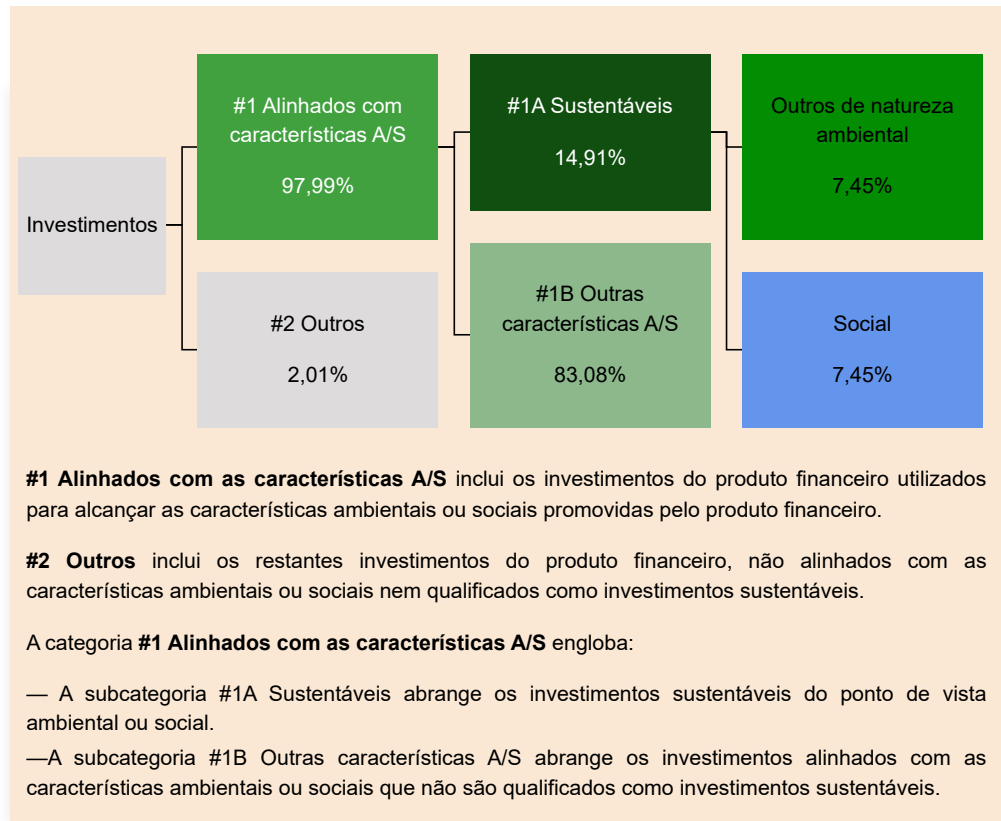 #1 Alinhados com
características A/S
97,99%
#1A Sustentáveis
14,91%
Outros de natureza
ambiental
7,45%
Investimentos
#2 Outros
2,01%
#1B Outras
características A/S
83,08%
Social
7,45%
#1 Alinhados com as características A/S inclui os investimentos do produto financeiro utilizados
para alcançar as características ambientais ou sociais promovidas pelo produto financeiro.
#2 Outros inclui os restantes investimentos do produto financeiro, não alinhados com as
características ambientais ou sociais nem qualificados como investimentos sustentáveis.
A categoria #1 Alinhados com as características A/S engloba:
— A subcategoria #1A Sustentáveis abrange os investimentos sustentáveis do ponto de vista
ambiental ou social.
—A subcategoria #1B Outras características A/S abrange os investimentos alinhados com as
características ambientais ou sociais que não são qualificados como investimentos sustentáveis.